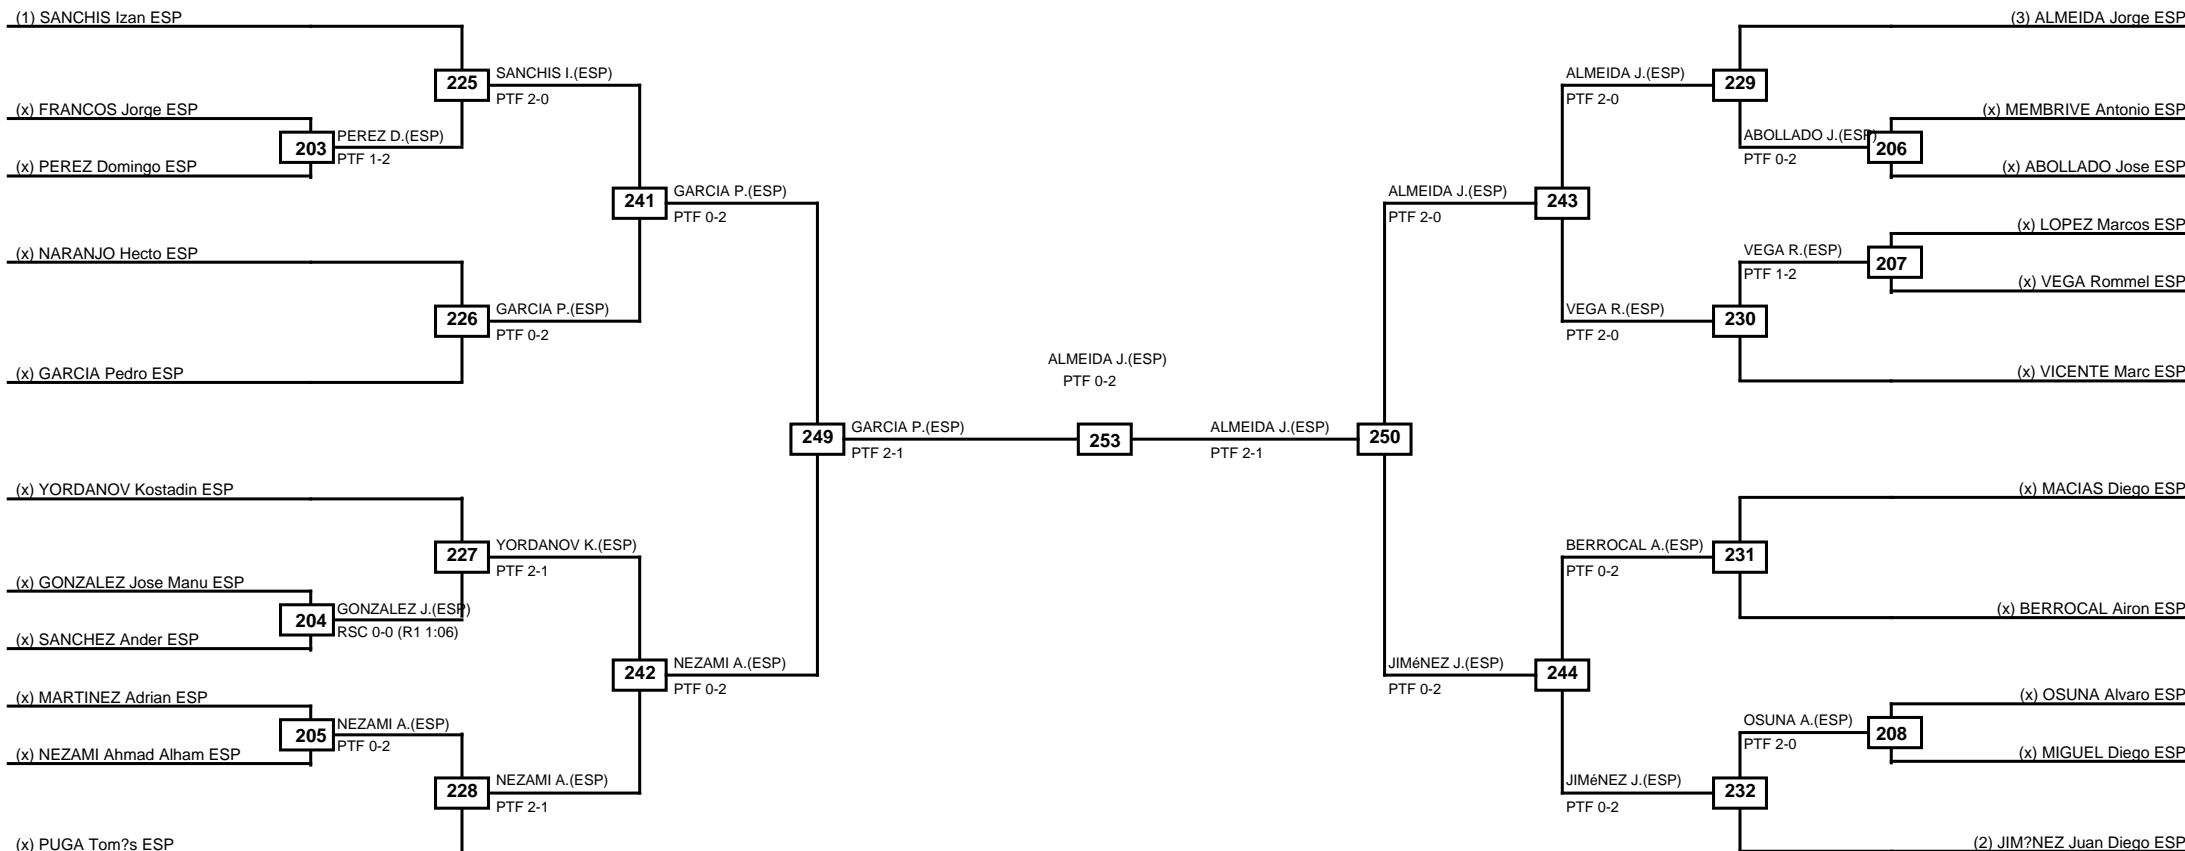 (1) SANCHIS Izan ESP
(3) ALMEIDA Jorge ESP
225
SANCHIS I.(ESP)
PTF 2-0
ALMEIDA J.(ESP)
PTF 2-0
229
(x) FRANCOS Jorge ESP
(x) MEMBRIVE Antonio ESP
203
PEREZ D.(ESP)
PTF 1-2
ABOLLADO J.(ESP)
PTF 0-2
206
(x) PEREZ Domingo ESP
(x) ABOLLADO Jose ESP
241
GARCIA P.(ESP)
PTF 0-2
ALMEIDA J.(ESP)
PTF 2-0
243
(x) LOPEZ Marcos ESP
(x) NARANJO Hecto ESP
VEGA R.(ESP)
PTF 1-2
207
(x) VEGA Rommel ESP
226
GARCIA P.(ESP)
PTF 0-2
VEGA R.(ESP)
PTF 2-0
230
(x) GARCIA Pedro ESP
(x) VICENTE Marc ESP
ALMEIDA J.(ESP)
PTF 0-2
249
GARCIA P.(ESP)
PTF 2-1
253
ALMEIDA J.(ESP)
PTF 2-1
250
(x) YORDANOV Kostadin ESP
(x) MACIAS Diego ESP
227
YORDANOV K.(ESP)
PTF 2-1
BERROCAL A.(ESP)
PTF 0-2
231
(x) GONZALEZ Jose Manu ESP
(x) BERROCAL Airon ESP
204
GONZALEZ J.(ESP)
RSC 0-0 (R1 1:06)
(x) SANCHEZ Ander ESP
242
NEZAMI A.(ESP)
PTF 0-2
JIMéNEZ J.(ESP)
PTF 0-2
244
(x) MARTINEZ Adrian ESP
(x) OSUNA Alvaro ESP
205
NEZAMI A.(ESP)
PTF 0-2
OSUNA A.(ESP)
PTF 2-0
208
(x) NEZAMI Ahmad Alham ESP
(x) MIGUEL Diego ESP
228
NEZAMI A.(ESP)
PTF 2-1
JIMéNEZ J.(ESP)
PTF 0-2
232
(x) PUGA Tom?s ESP
(2) JIM?NEZ Juan Diego ESP